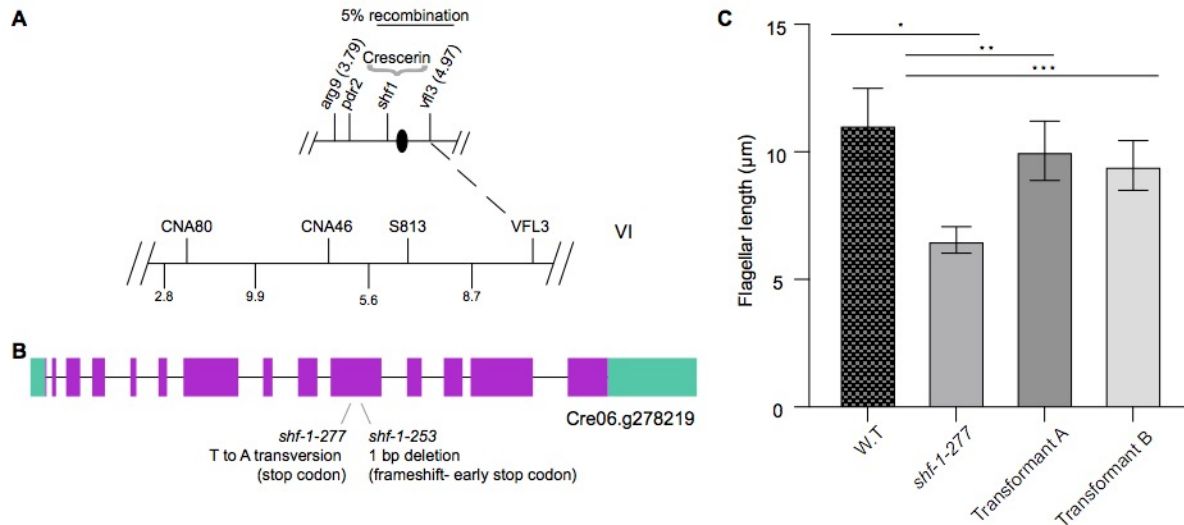 A
5% recombination
Crescerin
arg9 (3.79)
pdr2
shf1
vfl3 (4.97)
CNA80 CNA46 S813 VFL3 VI
2.8 9.9 5.6 8.7
B
Cre06.g278219
shf-1-277 shf-1-253
T to A transversion 1 bp deletion
(stop codon) (frameshift- early stop codon)
C
*
**
***
Flagellar length (µm)
15
10
5
0
W.T
shf-1-277
Transformant A
Transformant B